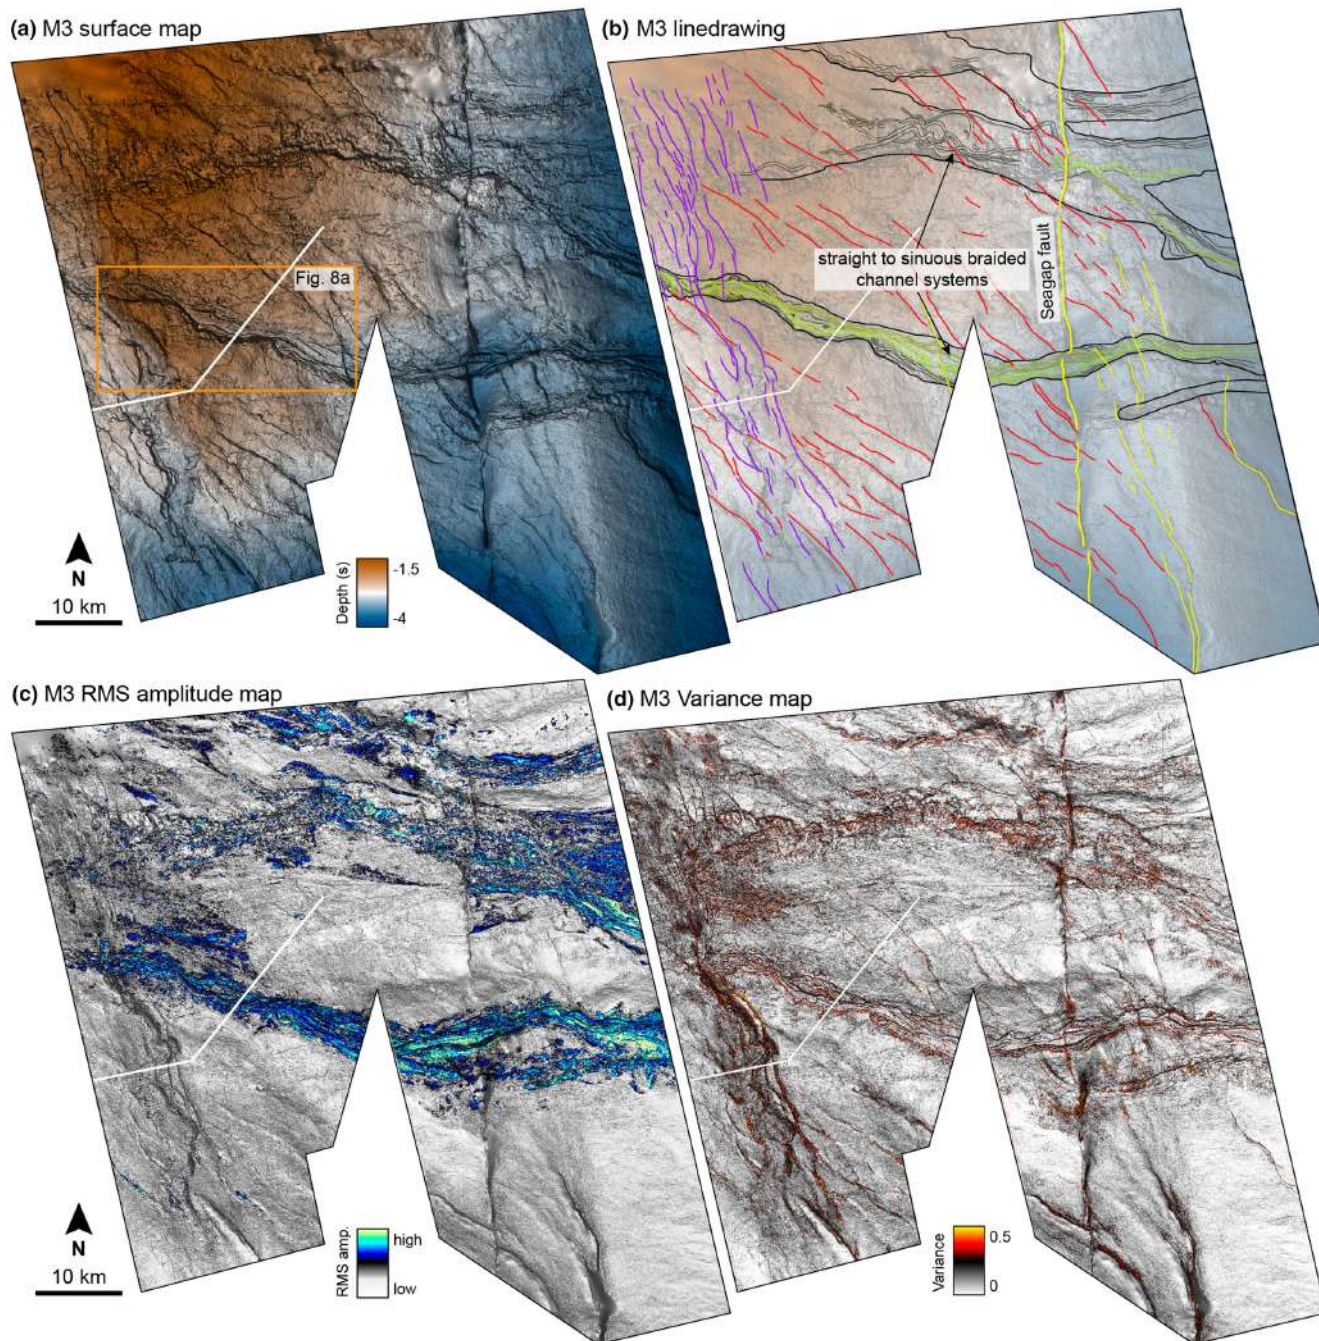 (a) M3 surface map
(b) M3 linedrawing
Fig. 8a
straight to sinuous braided
channel systems
Seagap fault
N
10 km
Depth (s)
-1.5
-4
(c) M3 RMS amplitude map
(d) M3 Variance map
N
10 km
RMS amp.
high
low
Variance
0.5
0